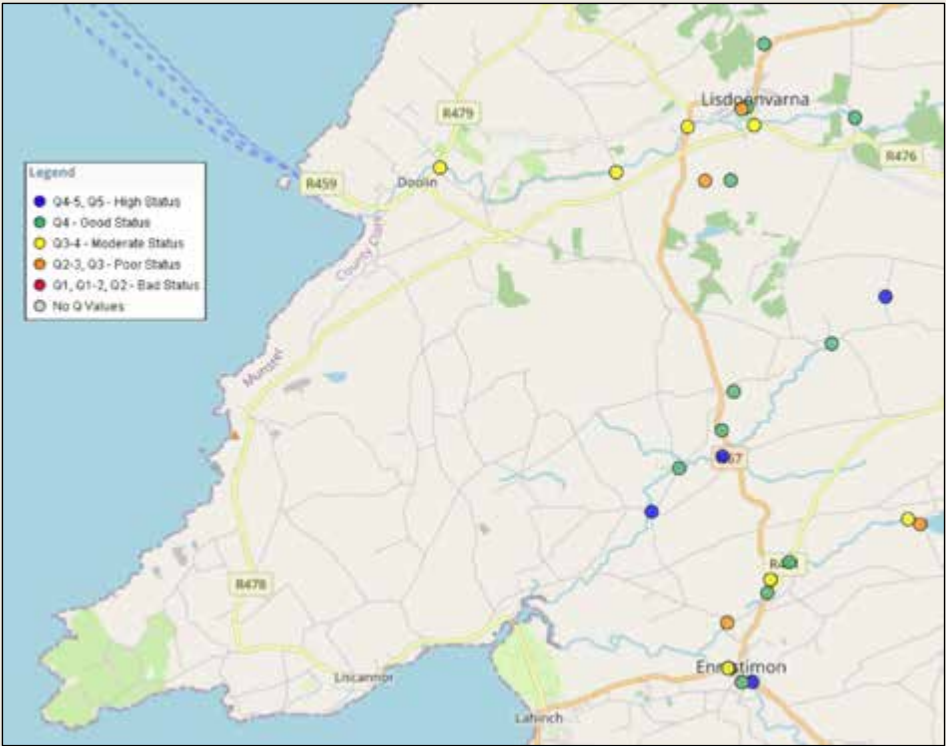 Lisdoonvarna
R479
R476
R459
Doolin
Legend
Q4-5, Q5 - High Status
Q4 - Good Status
Q3-4 - Moderate Status
Q2-3, Q3 - Poor Status
Q1, Q1-2, Q2 - Bad Status
No Q Values
County Clare
Munster
R478
Liscannor
Lahinch